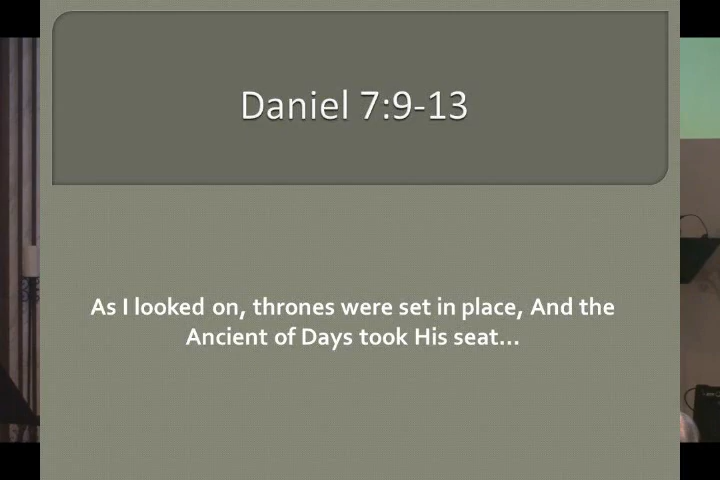 Daniel 7:9-13
As I looked on, thrones were set in place, And the
Ancient of Days took His seat...